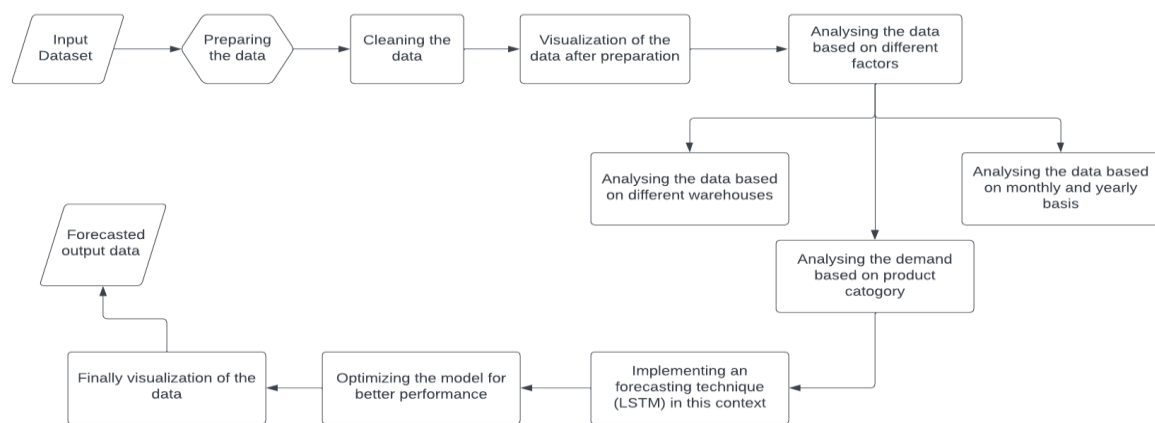 Input
Dataset
Preparing
the data
Cleaning the
data
Visualization of the
data after preparation
Analysing the data
based on different
factors
Analysing the data based
on different warehouses
Analysing the data based
on monthly and yearly
basis
Analysing the demand
based on product
catogory
Implementing an
forecasting technique
(LSTM) in this context
Optimizing the model for
better performance
Finally visualization of the
data
Forecasted
output data